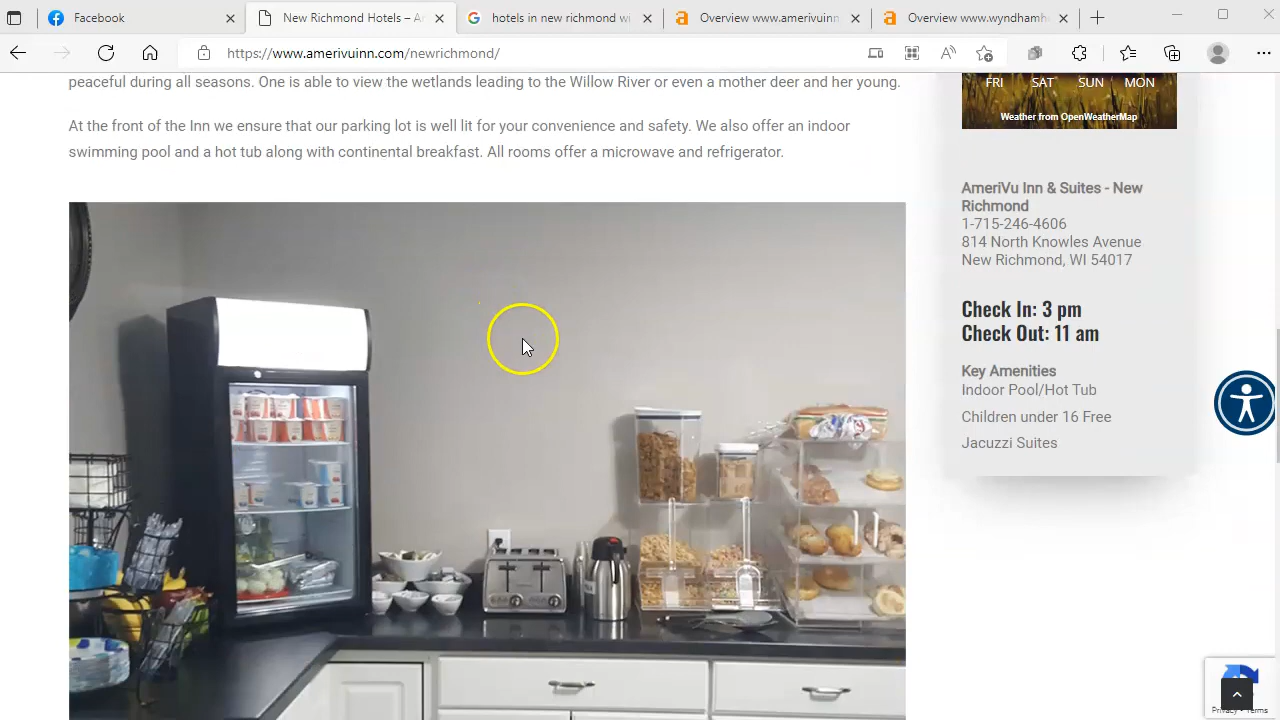 Facebook
New Richmond Hotels – A
hotels in new richmond w
Overview www.amerivuinn.
Overview www.wyndhamh
https://www.amerivuinn.com/newrichmond/
peaceful during all seasons. One is able to view the wetlands leading to the Willow River or even a mother deer and her young.
At the front of the Inn we ensure that our parking lot is well lit for your convenience and safety. We also offer an indoor
swimming pool and a hot tub along with continental breakfast. All rooms offer a microwave and refrigerator.
FRI SAT SUN MON
Weather from OpenWeatherMap
AmeriVu Inn & Suites - New
Richmond
1-715-246-4606
814 North Knowles Avenue
New Richmond, WI 54017
Check In: 3 pm
Check Out: 11 am
Key Amenities
Indoor Pool/Hot Tub
Children under 16 Free
Jacuzzi Suites
Privacy - Terms